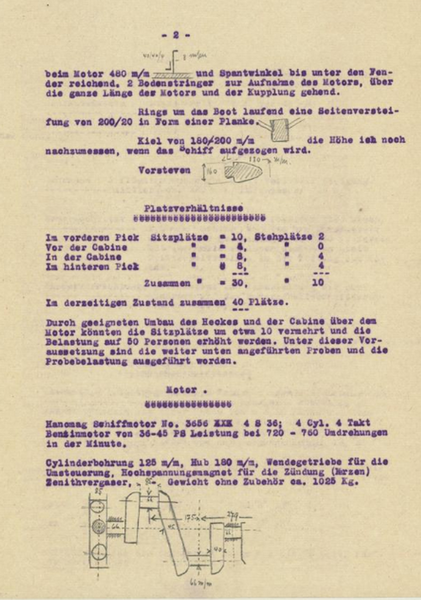 - 2 -
beim Motor 480 m/m und Spantwinkel bis unter den Fen-
der reichend, 2 Bodenstringer zur Aufnahme des Motors, über
die ganze Länge des Motors und der Kupplung gehend.
Rings um das Boot laufend eine Seitenverstei-
fung von 200/20 in Form einer Planke.
Kiel von 180/200 m/m die Höhe ist noch
nachzumessen, wenn das Schiff aufgezogen wird.
Vorsteven 160 180 m/m
Platzverhältnisse
Im vorderen Pick Sitzplätze = 10, Stehplätze 2
Vor der Cabine " = 4, " 0
In der Cabine " = 8, " 4
Im hinteren Pick " = 8, " 4
Zusammen " = 30, " 10
Im derzeitigen Zustand zusammen 40 Plätze.
Durch geeigneten Umbau des Heckes und der Cabine über dem
Motor könnten die Sitzplätze um etwa 10 vermehrt und die
Belastung auf 50 Personen erhöht werden. Unter dieser Vor-
aussetzung sind die weiter unten angeführten Proben und die
Probebelastung ausgeführt worden.
Motor .
Hanomag Schiffmotor No. 3656 XXX 4 S 36; 4 Cyl. 4 Takt
Benzinmotor von 36-45 PS Leistung bei 720 - 760 Umdrehungen
in der Minute.
Cylinderbohrung 125 m/m, Hub 180 m/m, Wendegetriebe für die
Umsteuerung, Hochspannungsmagnet für die Zündung (Kerzen)
Zenithvergaser, Gewicht ohne Zubehör ca. 1025 Kg.
66 m/m